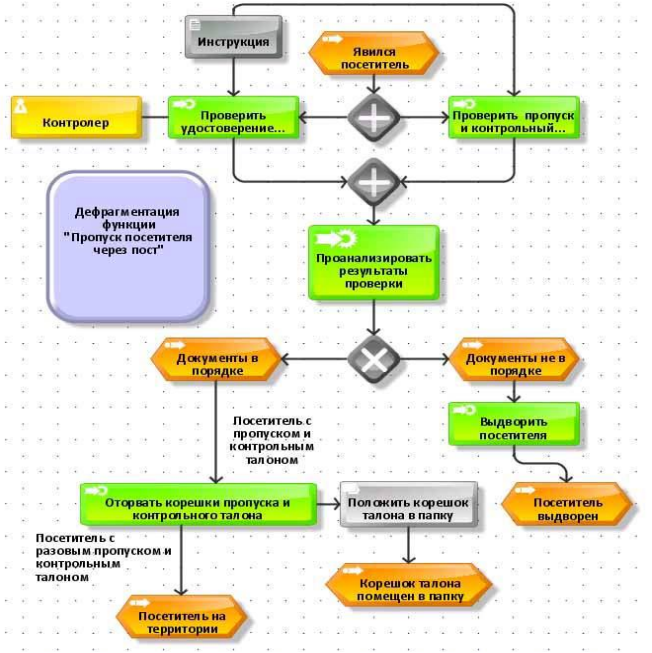 Инструкция
Явился
посетитель
Контролер
Проверить
удостоверение...
Проверить пропуск
и контрольный...
Дефрагментация
функции
"Пропуск посетителя
через пост"
Проанализировать
результаты
проверки
Документы в
порядке
Документы не в
порядке
Посетитель с
пропуском и
контрольным
талоном
Выдворить
посетителя
Оторвать корешки пропуска и
контрольного талона
Положить корешок
талона в папку
Посетитель
выдворен
Посетитель с
разовым пропуском и
контрольным
талоном
Корешок талона
помещен в папку
Посетитель на
территории